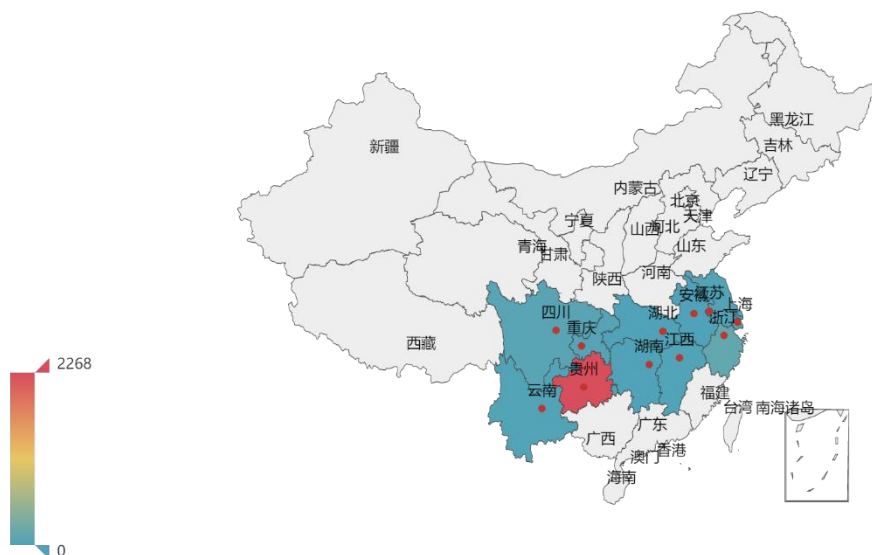 黑龙江
吉林
新疆
辽宁
内蒙古
北京
天津
宁夏
山西
河北
青海
甘肃
山东
陕西
河南
四川
重庆
湖北
安徽
江苏
上海
浙江
西藏
湖南
江西
2268
贵州
云南
福建
台湾
南海诸岛
广西
广东
澳门
香港
海南
0